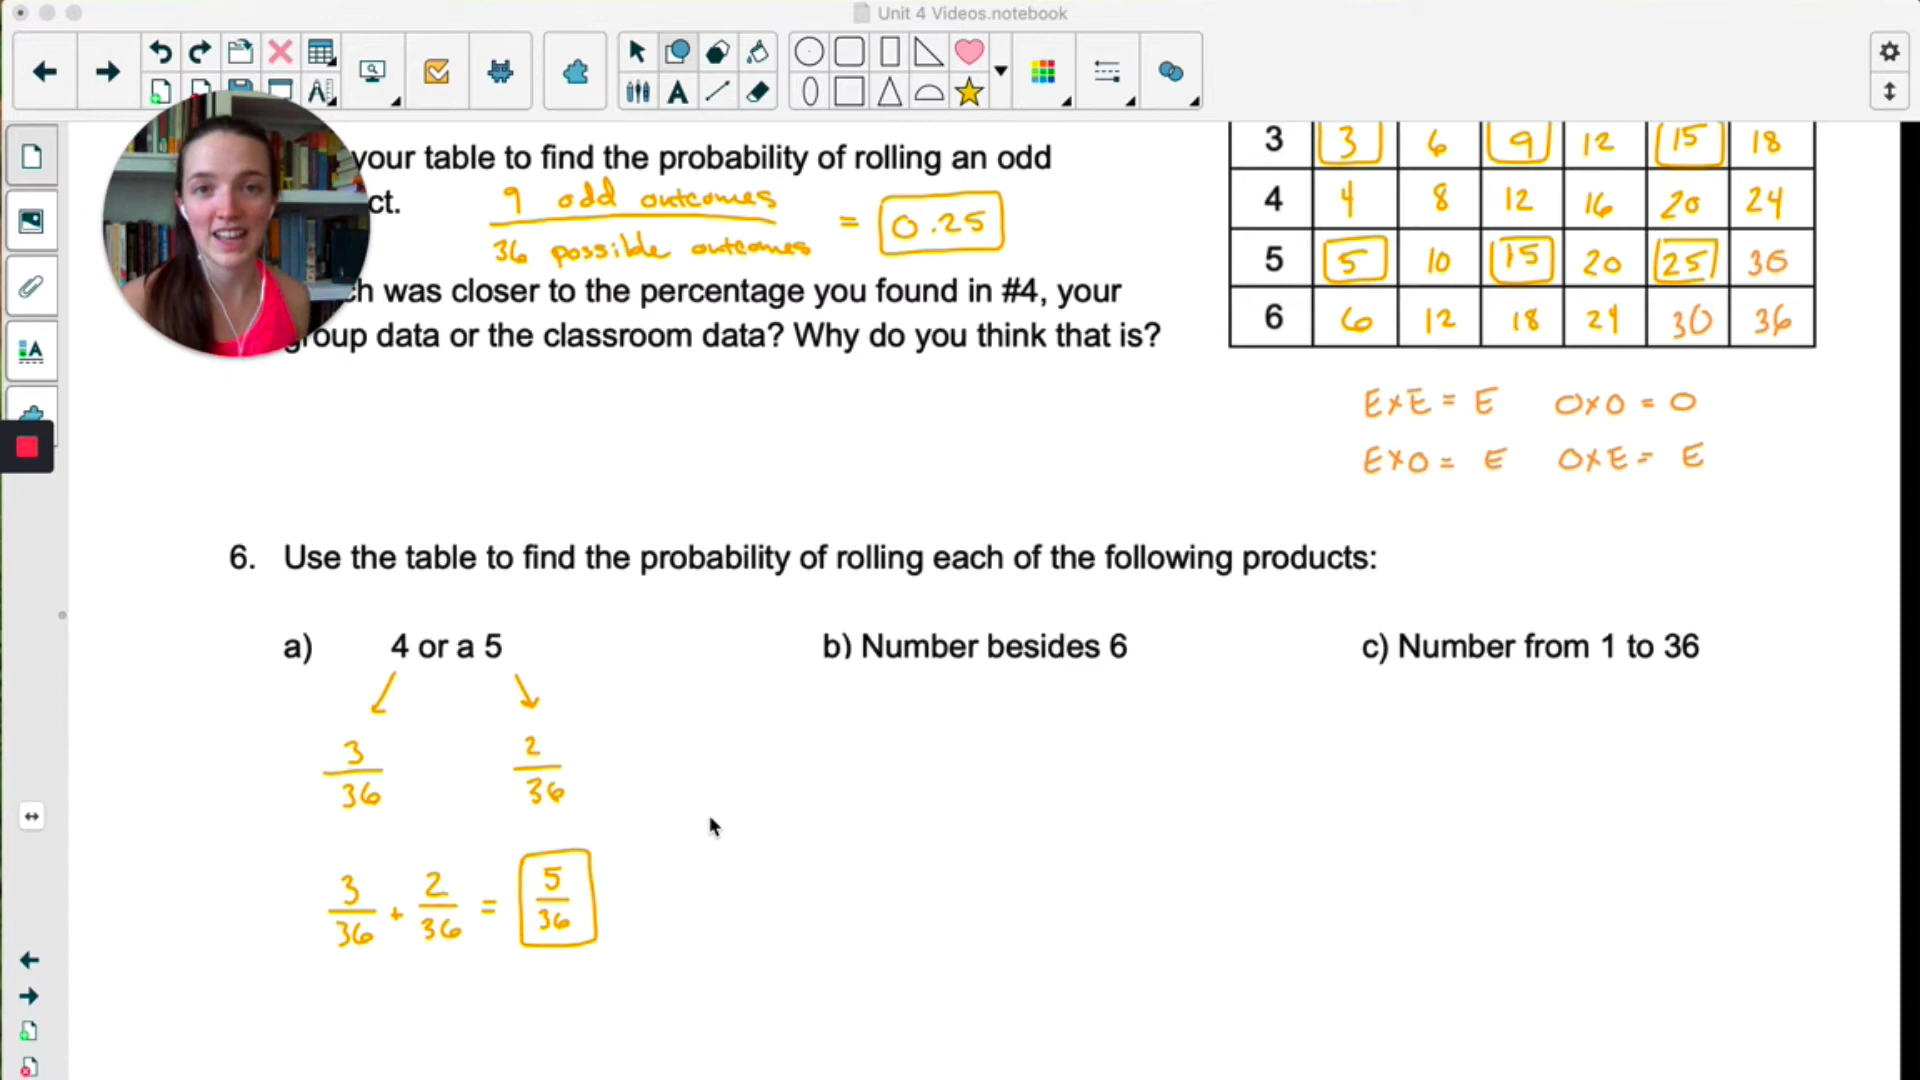 Unit 4 Videos.notebook
your table to find the probability of rolling an odd
ct.
9 odd outcomes
36 possible outcomes
= 0.25
h was closer to the percentage you found in #4, your
group data or the classroom data? Why do you think that is?
3 3 6 9 12 15 18
4 4 8 12 16 20 24
5 5 10 15 20 25 30
6 6 12 18 24 30 36
E×E = E O×O = O
E×O = E O×E = E
6. Use the table to find the probability of rolling each of the following products:
a) 4 or a 5 b) Number besides 6 c) Number from 1 to 36
3 2
36 36
3/36 + 2/36 = 5/36